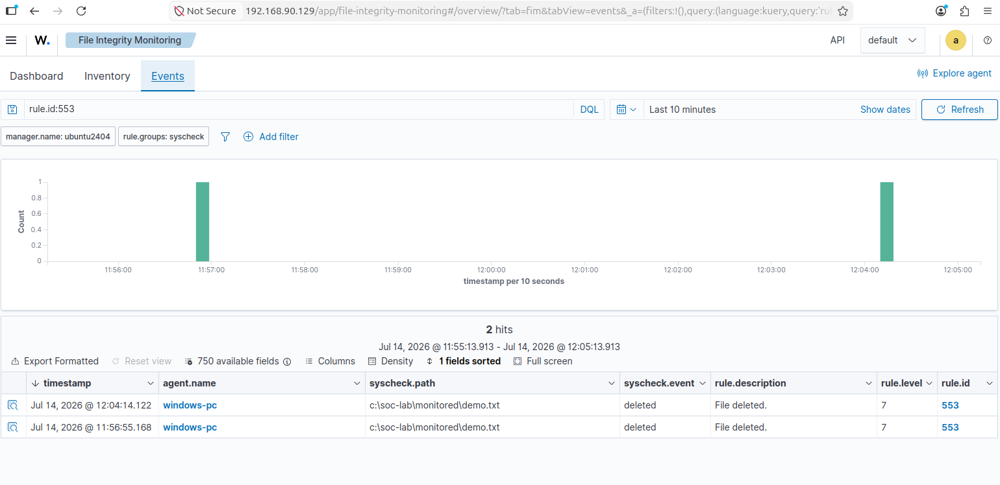 Not Secure 192.168.90.129/app/file-integrity-monitoring#/overview/?tab=fim&tabView=events&_a=(filters:!(),query:(language:kuery,query:'rul
W. File Integrity Monitoring API default a
Dashboard Inventory Events Explore agent
rule.id:553 DQL Last 10 minutes Show dates Refresh
manager.name: ubuntu2404 rule.groups: syscheck Add filter
1
0.8
0.6
0.4
0.2
0
Count
11:56:00 11:57:00 11:58:00 11:59:00 12:00:00 12:01:00 12:02:00 12:03:00 12:04:00 12:05:00
timestamp per 10 seconds
2 hits
Jul 14, 2026 @ 11:55:13.913 - Jul 14, 2026 @ 12:05:13.913
Export Formatted Reset view 750 available fields Columns Density 1 fields sorted Full screen
timestamp agent.name syscheck.path syscheck.event rule.description rule.level rule.id
Jul 14, 2026 @ 12:04:14.122 windows-pc c:\soc-lab\monitored\demo.txt deleted File deleted. 7 553
Jul 14, 2026 @ 11:56:55.168 windows-pc c:\soc-lab\monitored\demo.txt deleted File deleted. 7 553